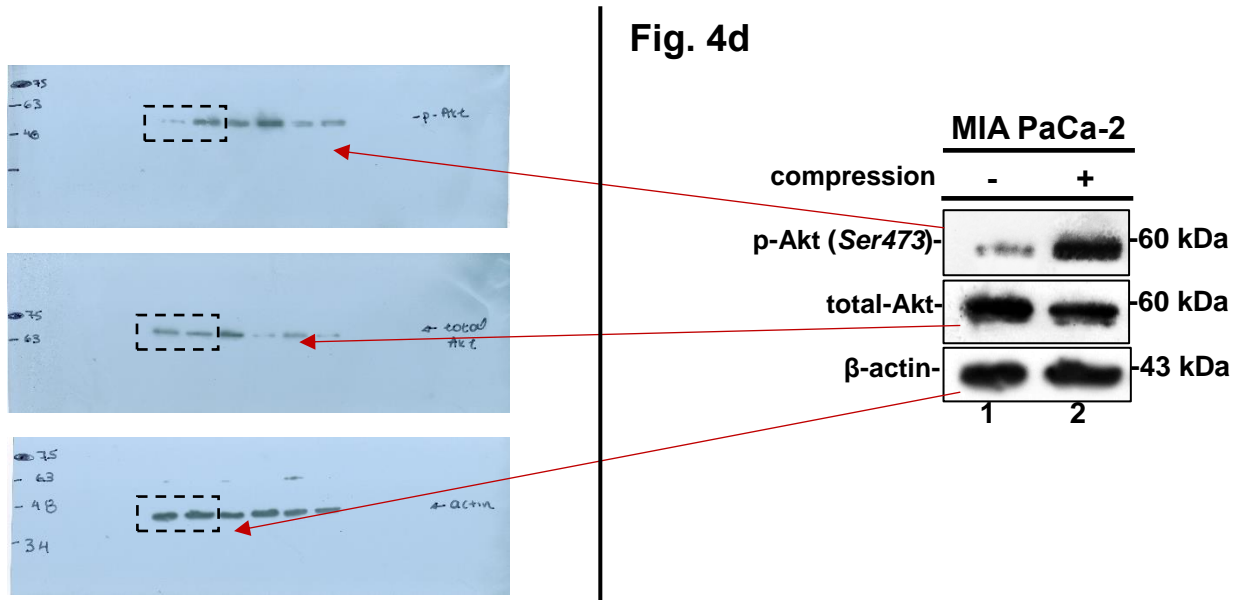 Fig. 4d
75
63
48
-p-Akt
75
63
← total
Akt
75
63
48
34
← actin
MIA PaCa-2
compression - +
p-Akt (Ser473)- -60 kDa
total-Akt- -60 kDa
β-actin- -43 kDa
1 2